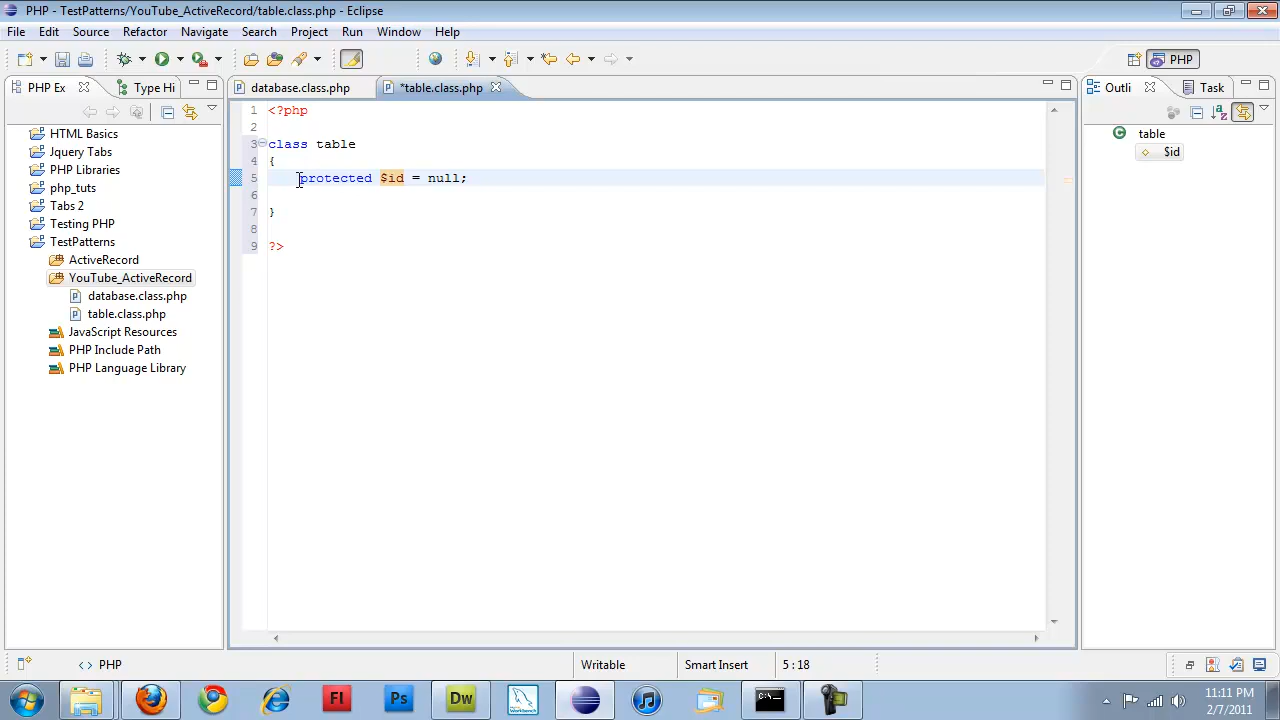 PHP - TestPatterns/YouTube_ActiveRecord/table.class.php - Eclipse
File Edit Source Refactor Navigate Search Project Run Window Help
PHP
PHP Ex Type Hi
database.class.php *table.class.php
Outli Task
HTML Basics
Jquery Tabs
PHP Libraries
php_tuts
Tabs 2
Testing PHP
TestPatterns
ActiveRecord
YouTube_ActiveRecord
database.class.php
table.class.php
JavaScript Resources
PHP Include Path
PHP Language Library
1 <?php
2
3 class table
4 {
5 protected $id = null;
6
7 }
8
9 ?>
table
$id
PHP Writable Smart Insert 5 : 18
Fl Ps Dw Workbench C:\.
11:11 PM
2/7/2011